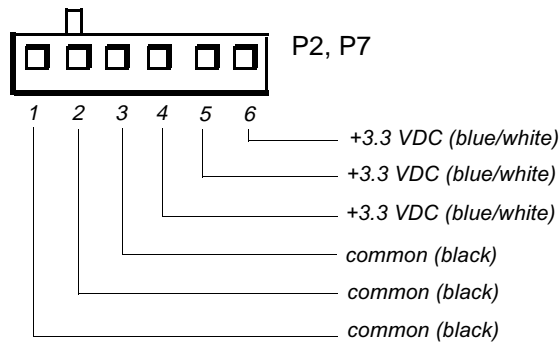 P2, P7
1 2 3 4 5 6
+3.3 VDC (blue/white)
+3.3 VDC (blue/white)
+3.3 VDC (blue/white)
common (black)
common (black)
common (black)